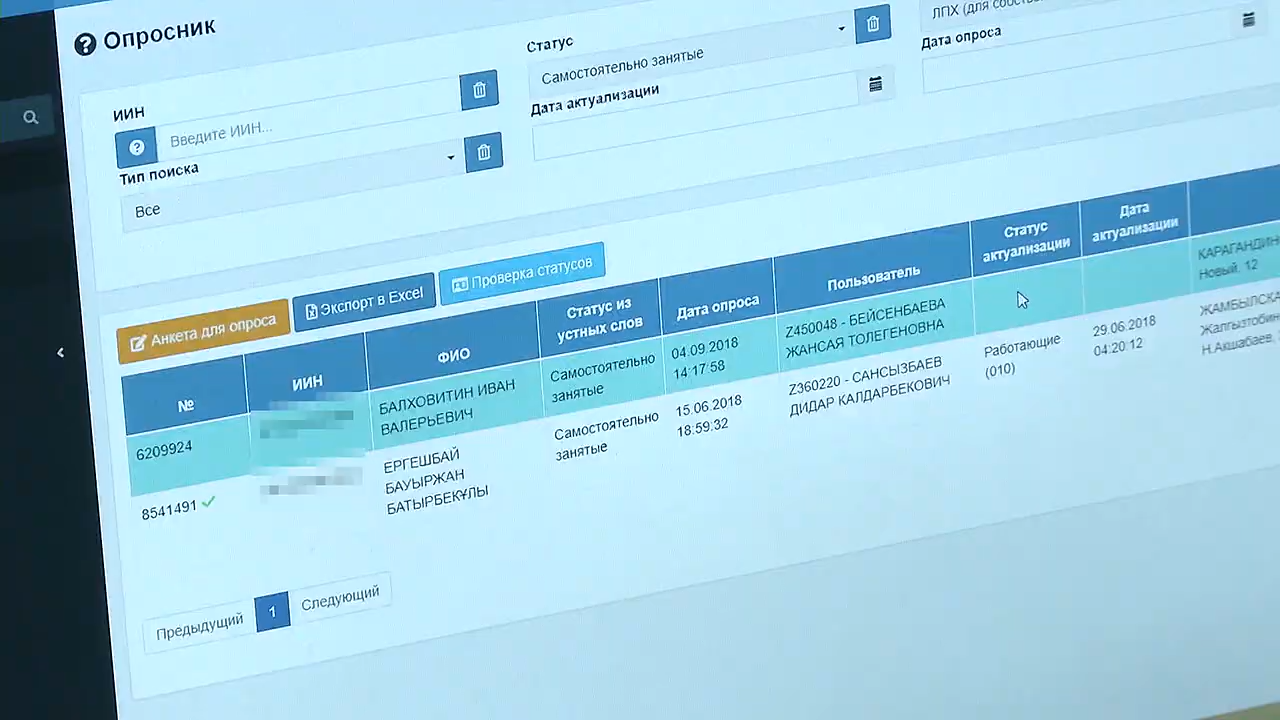 Опросник
ИИН
Введите ИИН...
Тип поиска
Все
Статус
Самостоятельно занятые
Дата актуализации
ЛПХ (для
Дата опроса
Анкета для опроса
Экспорт в Excel
Проверка статусов
№
ИИН
ФИО
Статус из
устных слов
Дата опроса
Пользователь
Статус
актуализации
Дата
актуализации
6209924
БАЛХОВИТИН ИВАН
ВАЛЕРЬЕВИЧ
Самостоятельно
занятые
04.09.2018
14:17:58
Z450048 - БЕЙСЕНБАЕВА
ЖАНСАЯ ТОЛЕГЕНОВНА
КАРАГАНДИН
Новый. 12
8541491
ЕРГЕШБАЙ
БАУЫРЖАН
БАТЫРБЕКҰЛЫ
Самостоятельно
занятые
15.06.2018
18:59:32
Z360220 - САНСЫЗБАЕВ
ДИДАР КАЛДАРБЕКОВИЧ
Работающие
(010)
29.06.2018
04:20:12
ЖАМБЫЛСКА
Жалгызтобин
Н.Акшабаев,
Предыдущий
1
Следующий